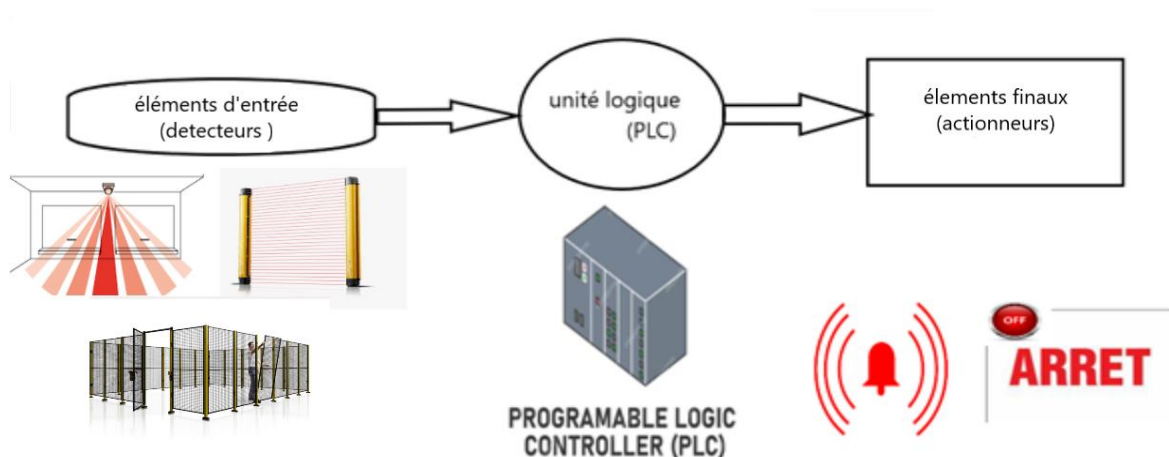 éléments d'entrée
(detecteurs )
unité logique
(PLC)
élements finaux
(actionneurs)
PROGRAMABLE LOGIC
CONTROLLER (PLC)
OFF
ARRET